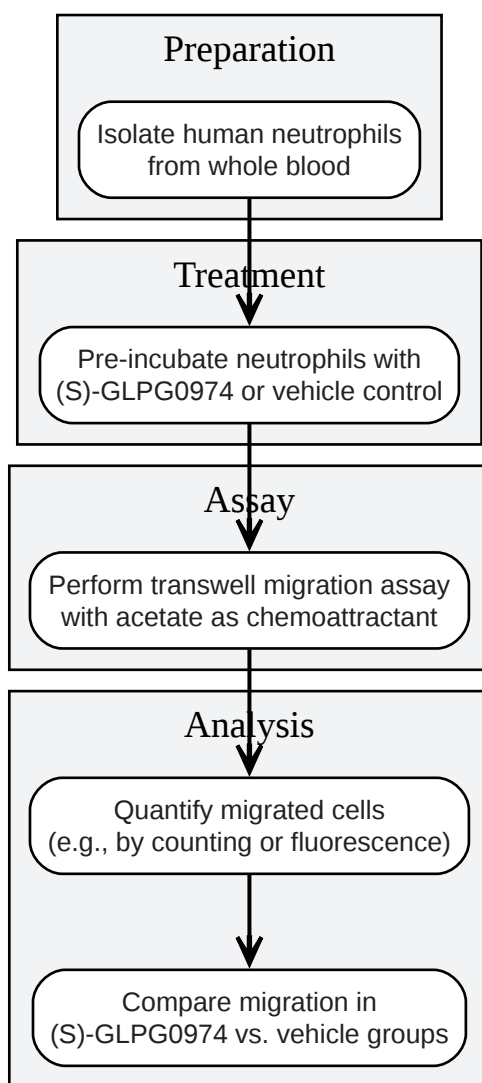 Preparation
Isolate human neutrophils
from whole blood
Treatment
Pre-incubate neutrophils with
(S)-GLPG0974 or vehicle control
Assay
Perform transwell migration assay
with acetate as chemoattractant
Analysis
Quantify migrated cells
(e.g., by counting or fluorescence)
Compare migration in
(S)-GLPG0974 vs. vehicle groups